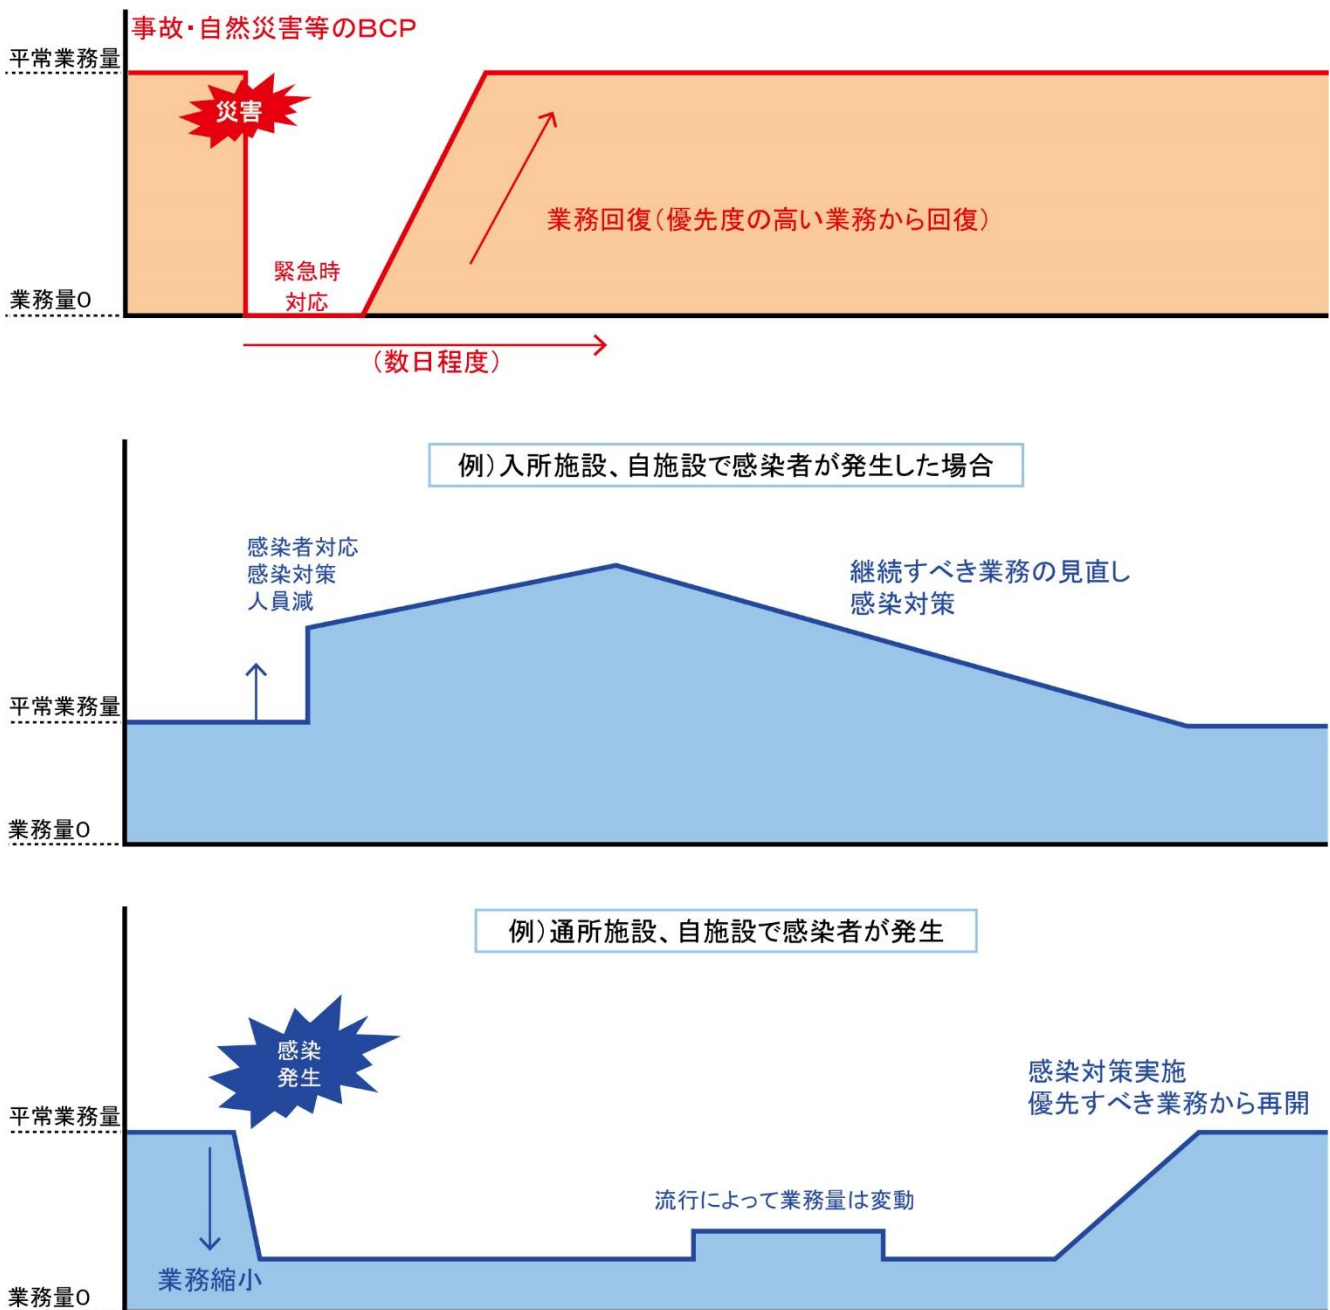 事故・自然災害等のBCP
平常業務量
災害
業務回復（優先度の高い業務から回復）
緊急時
対応
業務量0
（数日程度）
例）入所施設、自施設で感染者が発生した場合
感染者対応
感染対策
人員減
継続すべき業務の見直し
感染対策
平常業務量
業務量0
例）通所施設、自施設で感染者が発生
感染
発生
感染対策実施
優先すべき業務から再開
平常業務量
流行によって業務量は変動
業務縮小
業務量0